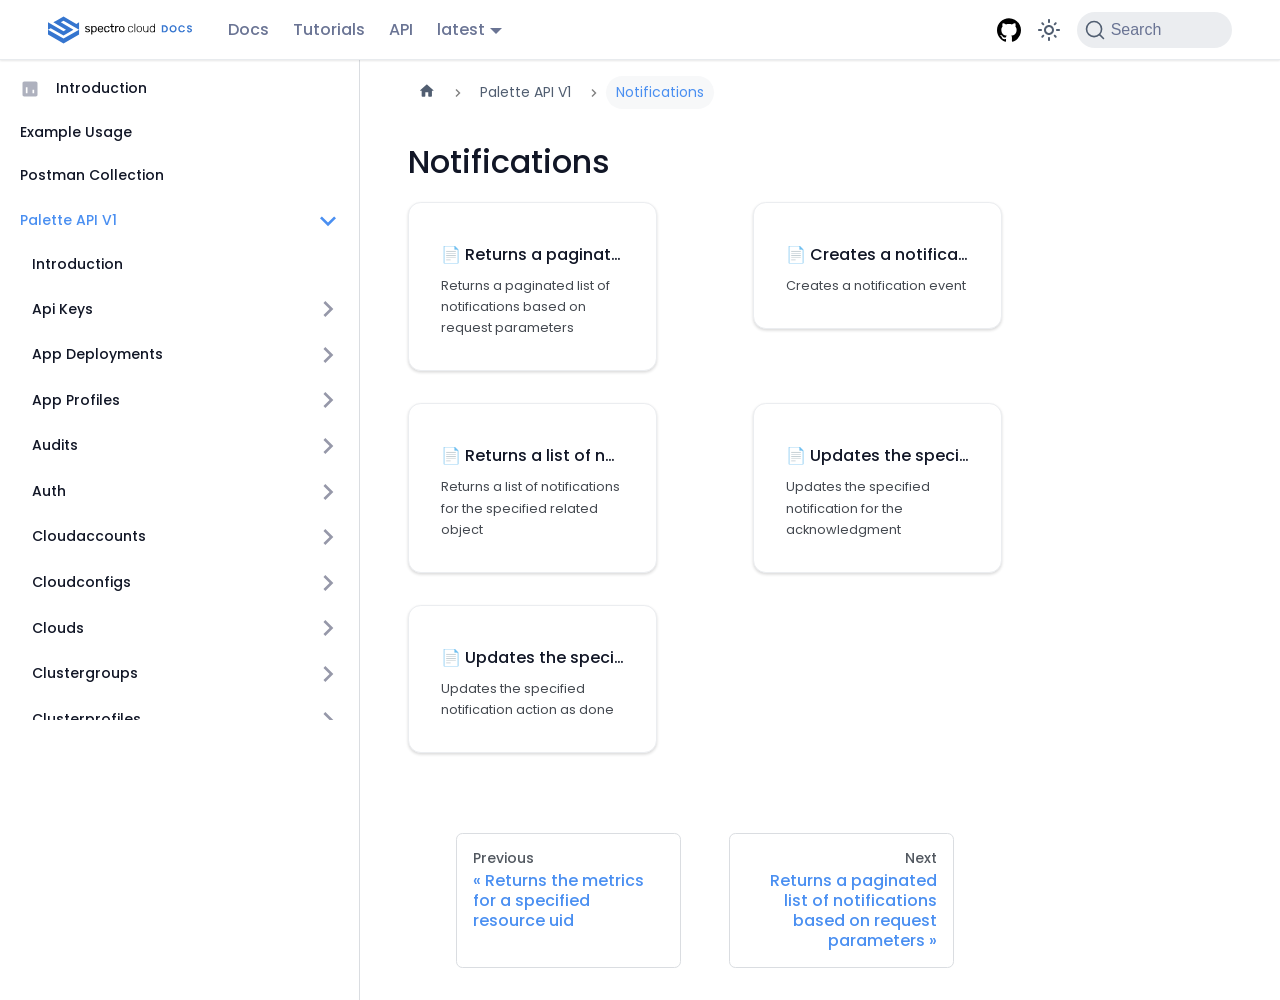 spectro cloud DOCS
Docs
Tutorials
API
latest
Search
Introduction
Example Usage
Postman Collection
Palette API V1
Introduction
Api Keys
App Deployments
App Profiles
Audits
Auth
Cloudaccounts
Cloudconfigs
Clouds
Clustergroups
Clusterprofiles
Palette API V1
Notifications
Notifications
Returns a paginat...
Returns a paginated list of
notifications based on
request parameters
Creates a notifica...
Creates a notification event
Returns a list of n...
Returns a list of notifications
for the specified related
object
Updates the speci...
Updates the specified
notification for the
acknowledgment
Updates the speci...
Updates the specified
notification action as done
Previous
« Returns the metrics
for a specified
resource uid
Next
Returns a paginated
list of notifications
based on request
parameters »